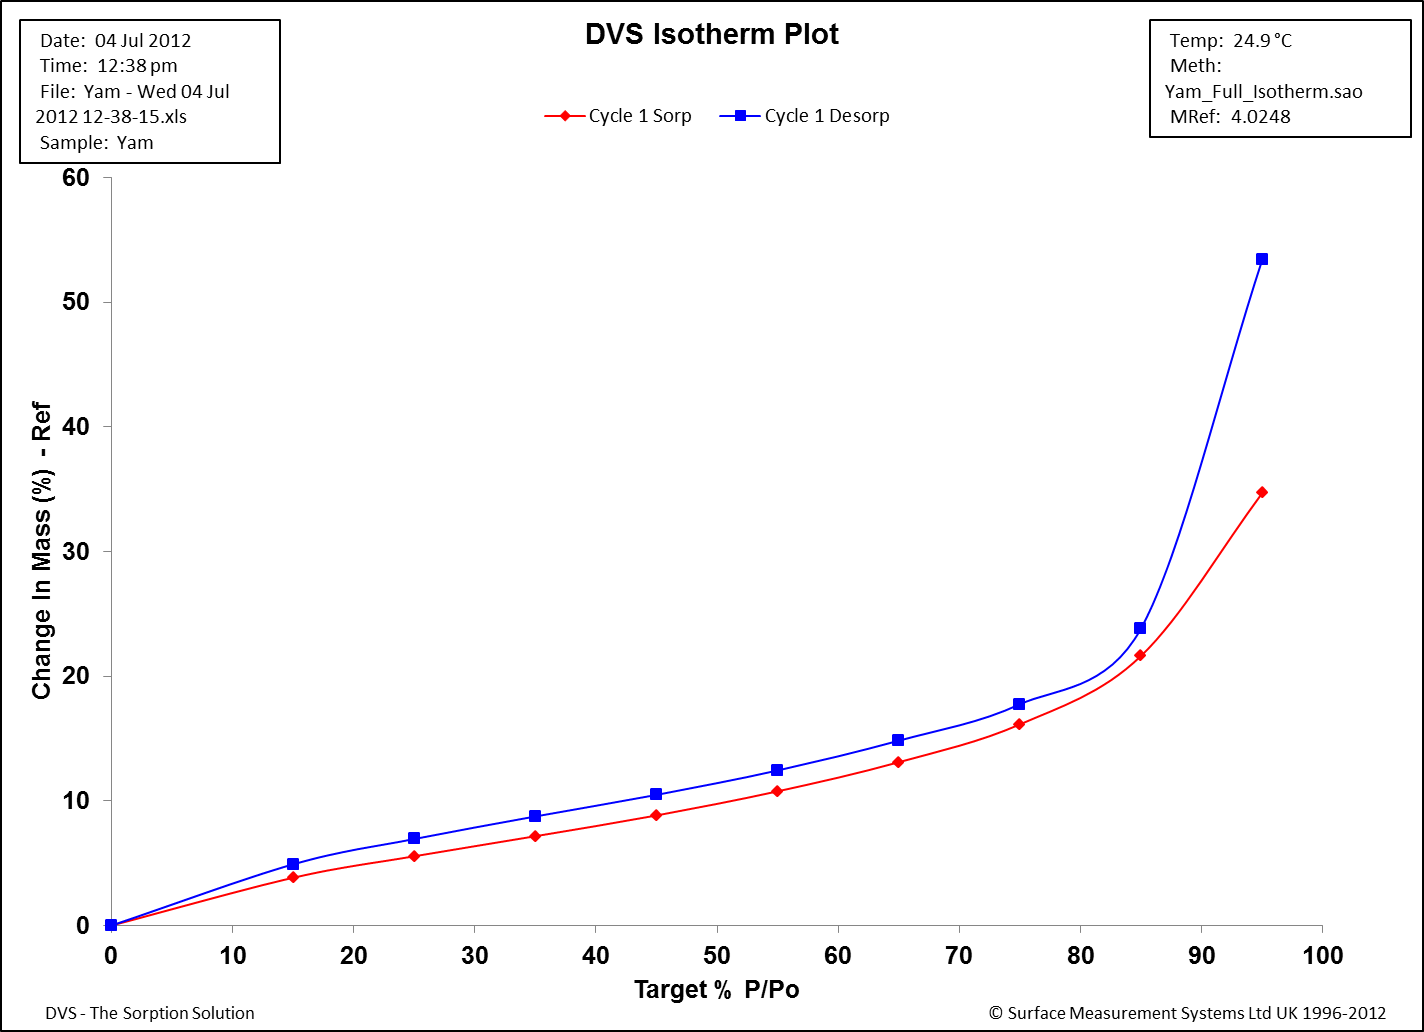 DVS Isotherm Plot
Date: 04 Jul 2012
Time: 12:38 pm
File: Yam - Wed 04 Jul
2012 12-38-15.xls
Sample: Yam
Temp: 24.9 °C
Meth:
Yam_Full_Isotherm.sao
MRef: 4.0248
Cycle 1 Sorp
Cycle 1 Desorp
Change In Mass (%) - Ref
60
50
40
30
20
10
0
0 10 20 30 40 50 60 70 80 90 100
Target % P/Po
DVS - The Sorption Solution
© Surface Measurement Systems Ltd UK 1996-2012